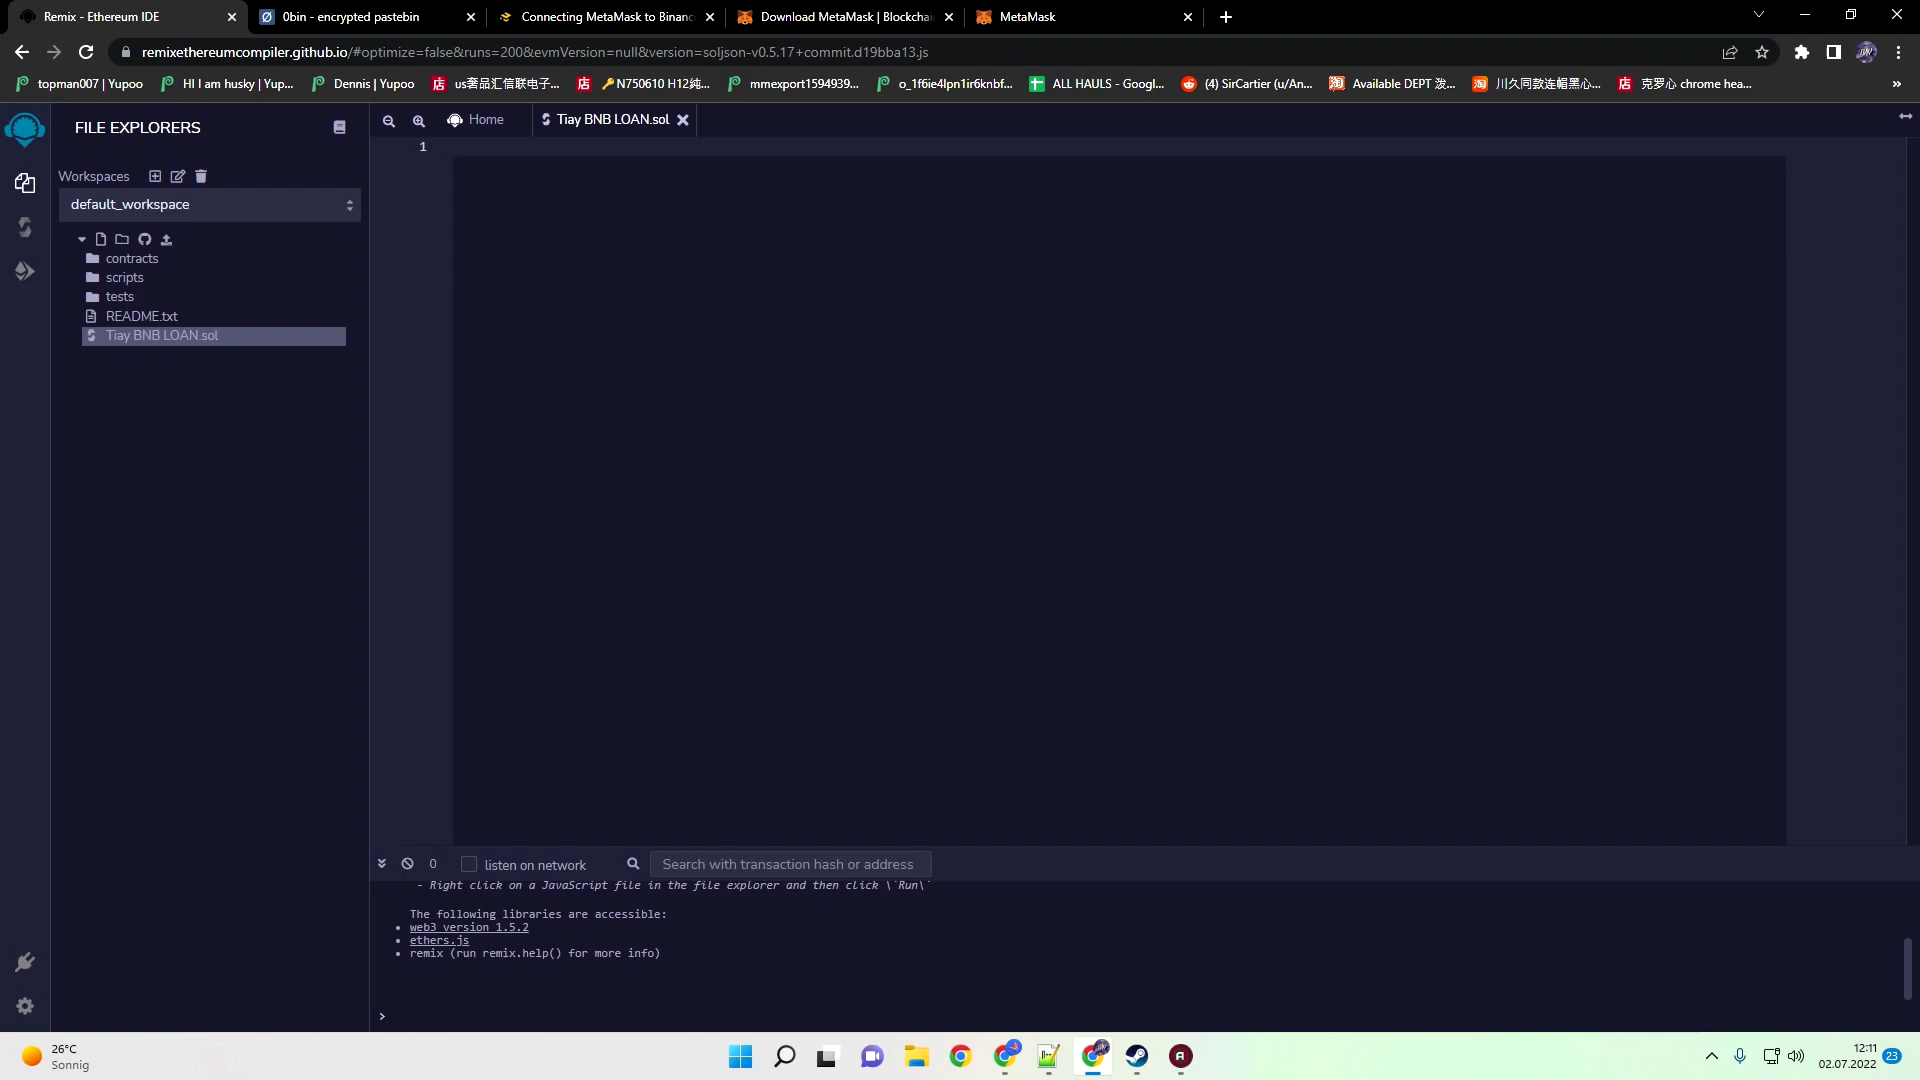 Remix - Ethereum IDE
0bin - encrypted pastebin
Connecting MetaMask to Binanc
Download MetaMask | Blockchai
MetaMask
remixethereumcompiler.github.io/#optimize=false&runs=200&evmVersion=null&version=soljson-v0.5.17+commit.d19bba13.js
topman007 | Yupoo
HI I am husky | Yup...
Dennis | Yupoo
us奢品汇信联电子...
N750610 H12純...
mmexport1594939...
o_1f6ie4lpn1ir6knbf...
ALL HAULS - Googl...
(4) SirCartier (u/An...
Available DEPT 泼...
川久同款连帽黑心...
克罗心 chrome hea...
»
FILE EXPLORERS
Home
Tiay BNB LOAN.sol
1
Workspaces
default_workspace
contracts
scripts
tests
README.txt
Tiay BNB LOAN.sol
0
listen on network
Search with transaction hash or address
- Right click on a JavaScript file in the file explorer and then click \`Run\`
The following libraries are accessible:
• web3 version 1.5.2
• ethers.js
• remix (run remix.help() for more info)
>
26°C
Sonnig
12:11
02.07.2022
23